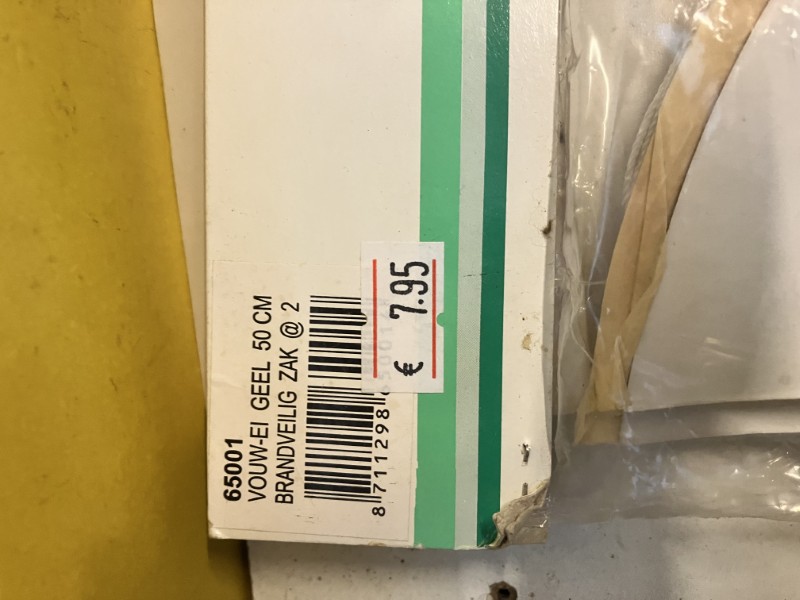 65001
VOUW-EI GEEL 50 CM
BRANDVEILIG ZAK @ 2
8 711298
€ 7.95